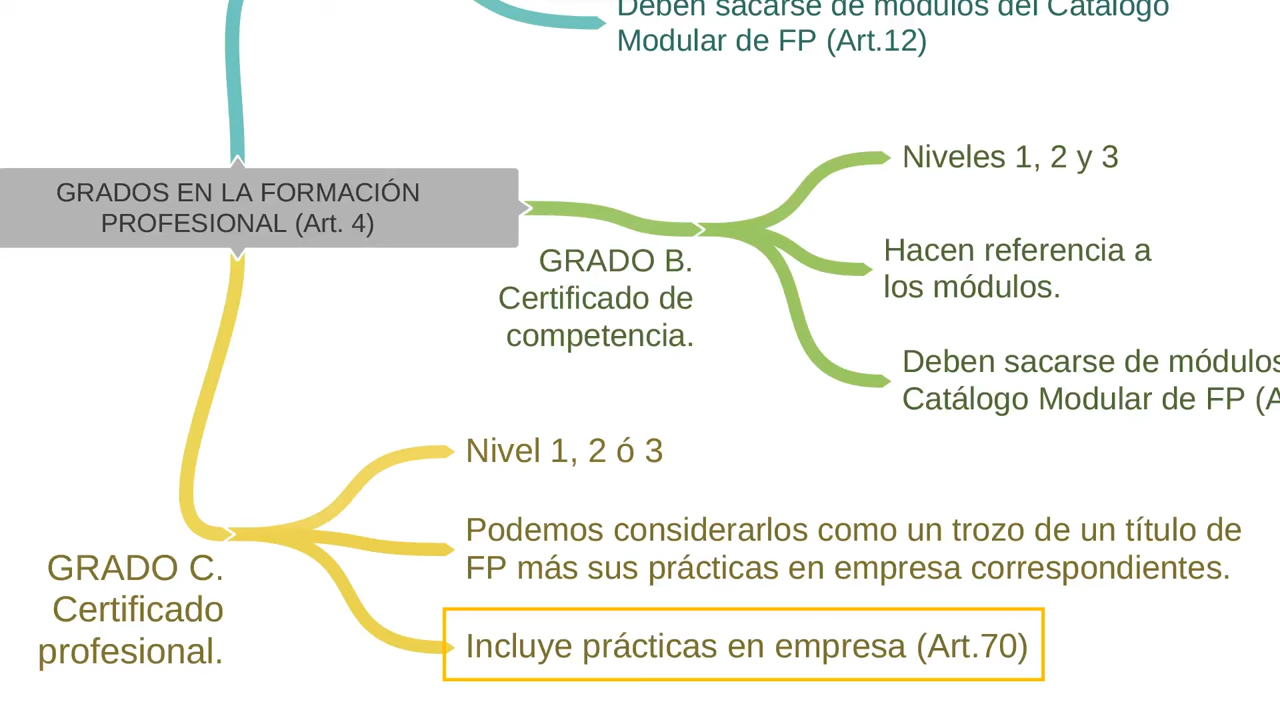 Deben sacarse de módulos del Catálogo
Modular de FP (Art.12)
GRADOS EN LA FORMACIÓN
PROFESIONAL (Art. 4)
Niveles 1, 2 y 3
Hacen referencia a
los módulos.
GRADO B.
Certificado de
competencia.
Deben sacarse de módulos
Catálogo Modular de FP
Nivel 1, 2 ó 3
Podemos considerarlos como un trozo de un título de
FP más sus prácticas en empresa correspondientes.
GRADO C.
Certificado
profesional.
Incluye prácticas en empresa (Art.70)